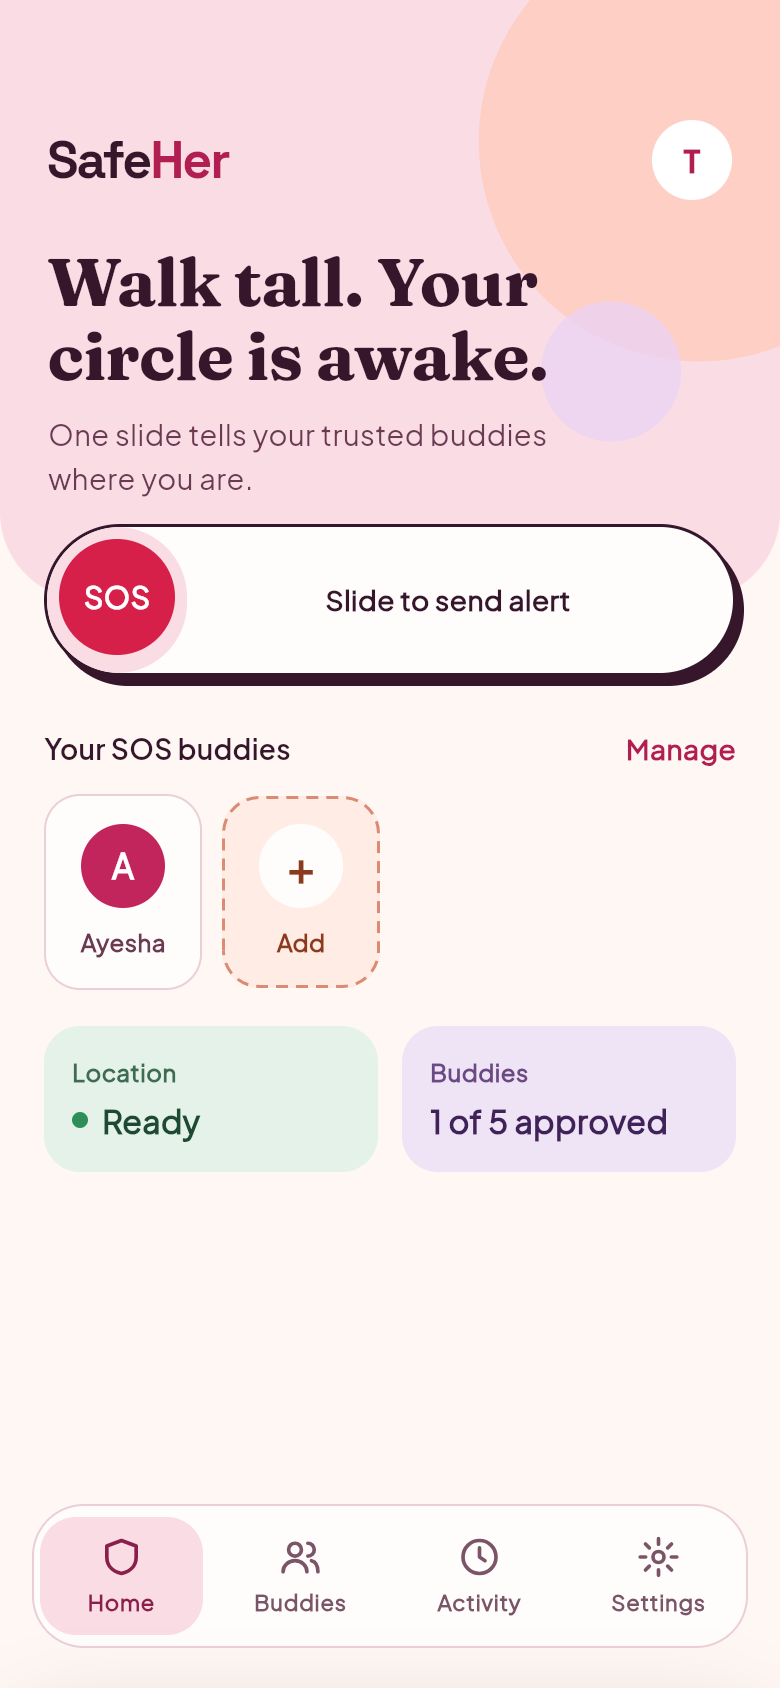 SafeHer
T
Walk tall. Your
circle is awake.
One slide tells your trusted buddies
where you are.
SOS
Slide to send alert
Your SOS buddies
Manage
A
+
Ayesha
Add
Location
Buddies
Ready
1 of 5 approved
Home
Buddies
Activity
Settings